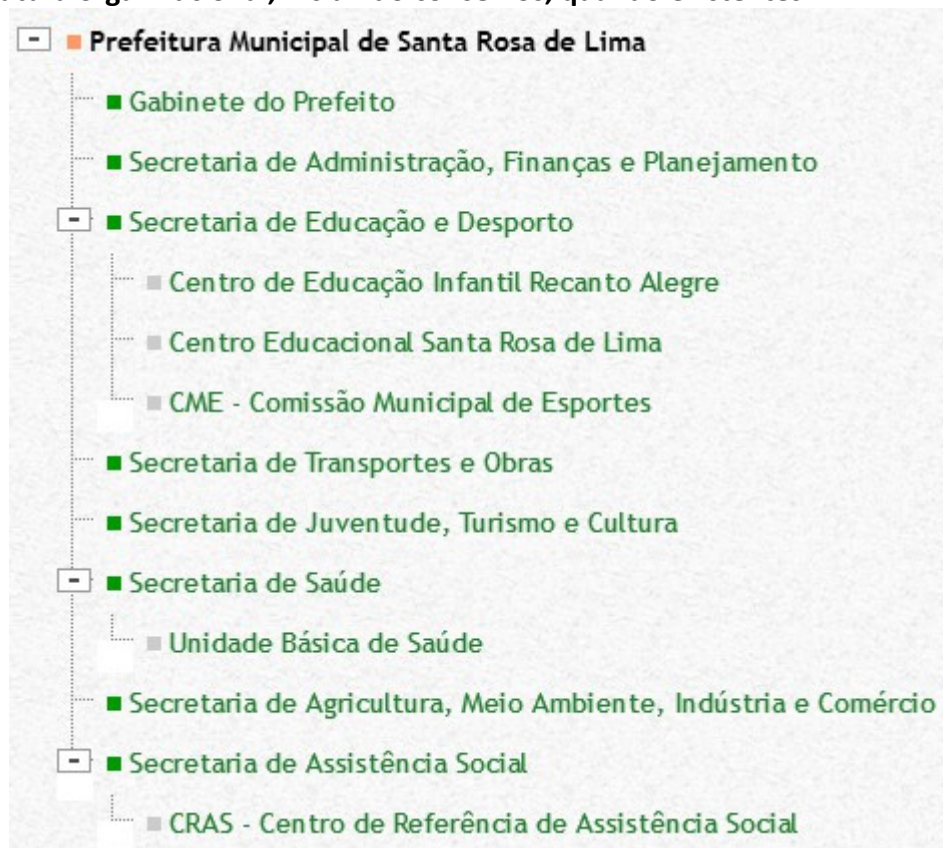 Prefeitura Municipal de Santa Rosa de Lima
Gabinete do Prefeito
Secretaria de Administração, Finanças e Planejamento
Secretaria de Educação e Desporto
Centro de Educação Infantil Recanto Alegre
Centro Educacional Santa Rosa de Lima
CME - Comissão Municipal de Esportes
Secretaria de Transportes e Obras
Secretaria de Juventude, Turismo e Cultura
Secretaria de Saúde
Unidade Básica de Saúde
Secretaria de Agricultura, Meio Ambiente, Indústria e Comércio
Secretaria de Assistência Social
CRAS - Centro de Referência de Assistência Social